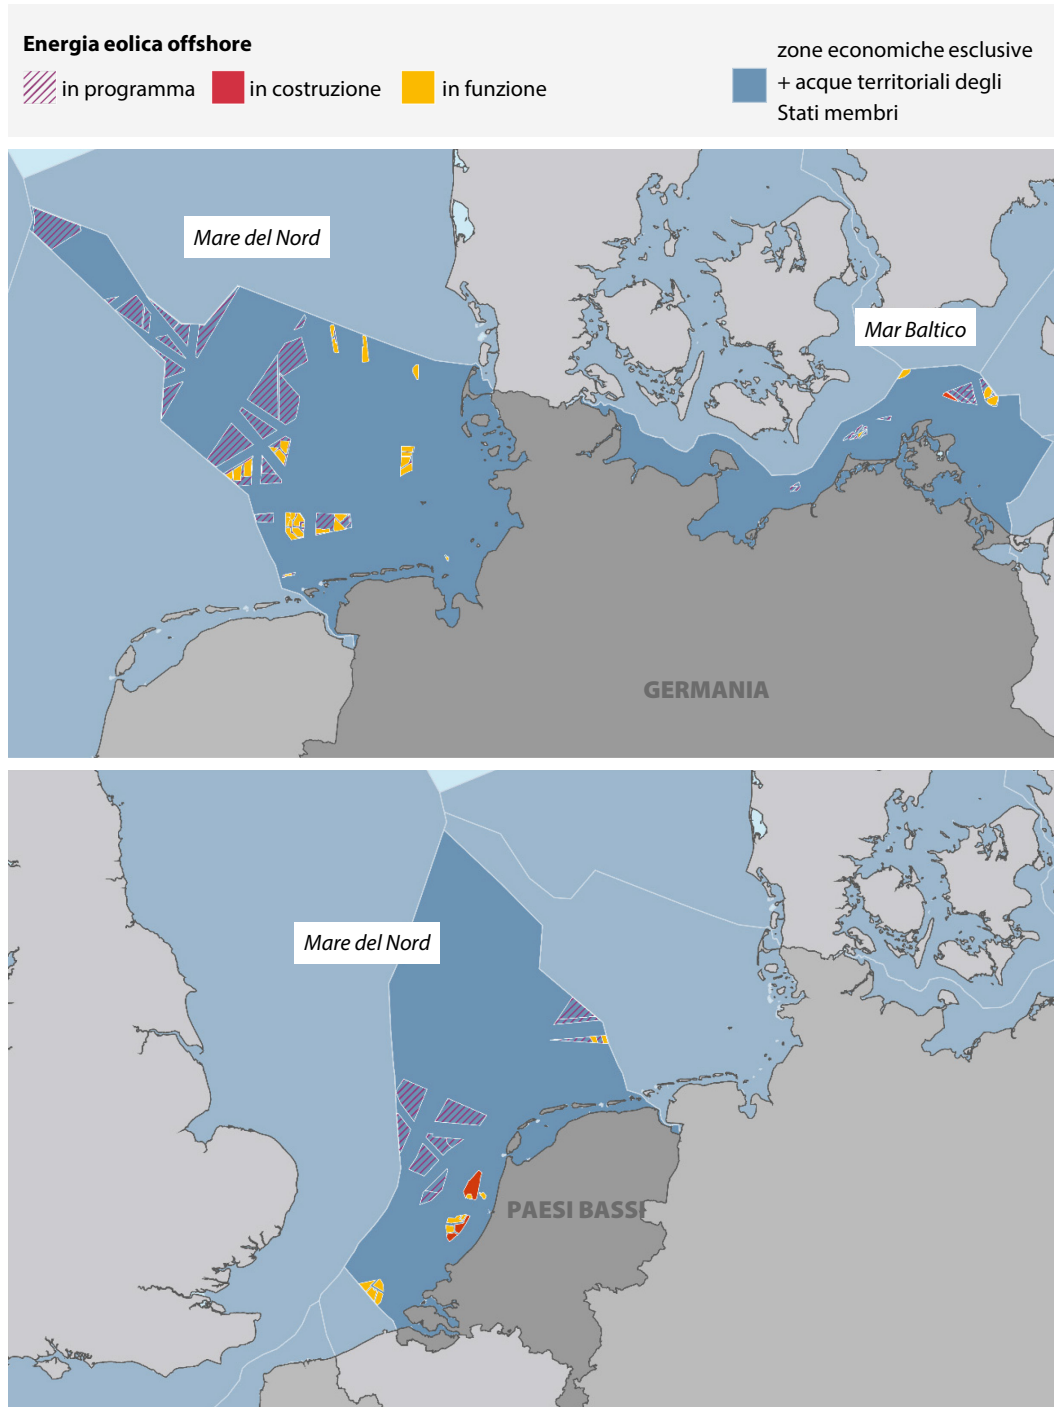 Energia eolica offshore
in programma
in costruzione
in funzione
zone economiche esclusive
+ acque territoriali degli
Stati membri
Mare del Nord
Mar Baltico
GERMANIA
Mare del Nord
PAESI BASSI